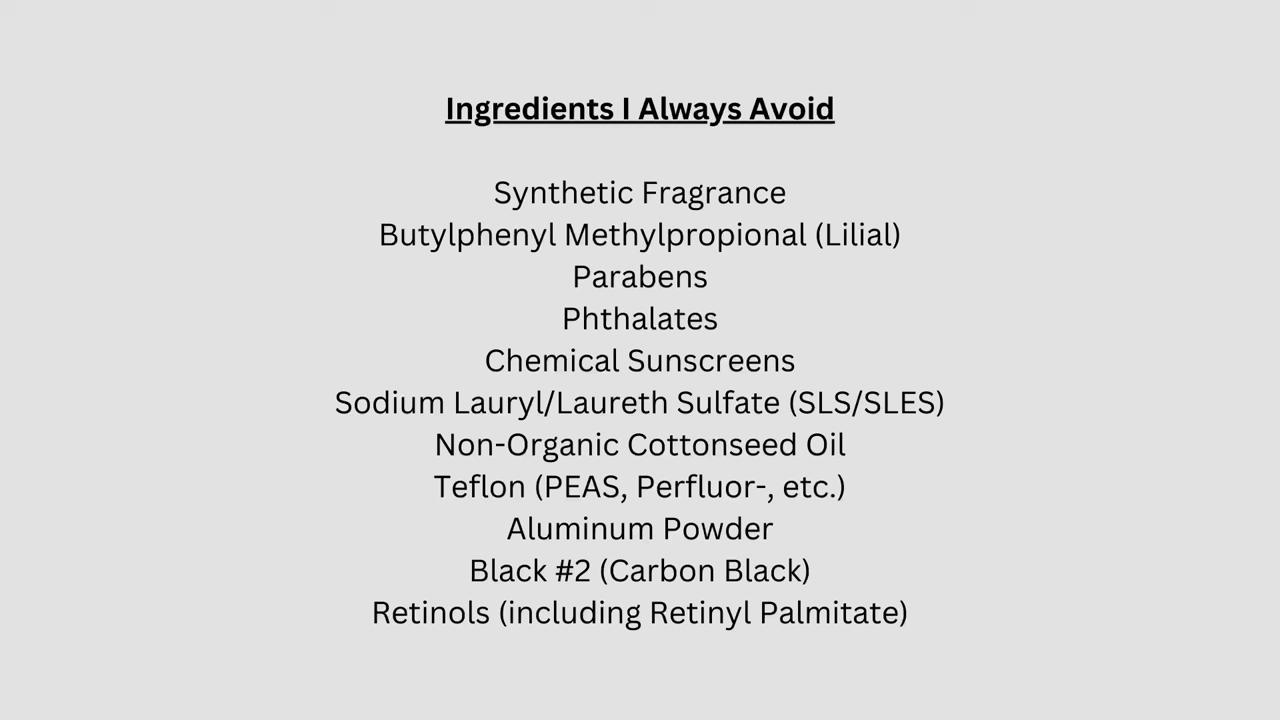 Ingredients I Always Avoid
Synthetic Fragrance
Butylphenyl Methylpropional (Lilial)
Parabens
Phthalates
Chemical Sunscreens
Sodium Lauryl/Laureth Sulfate (SLS/SLES)
Non-Organic Cottonseed Oil
Teflon (PEAS, Perfluor-, etc.)
Aluminum Powder
Black #2 (Carbon Black)
Retinols (including Retinyl Palmitate)